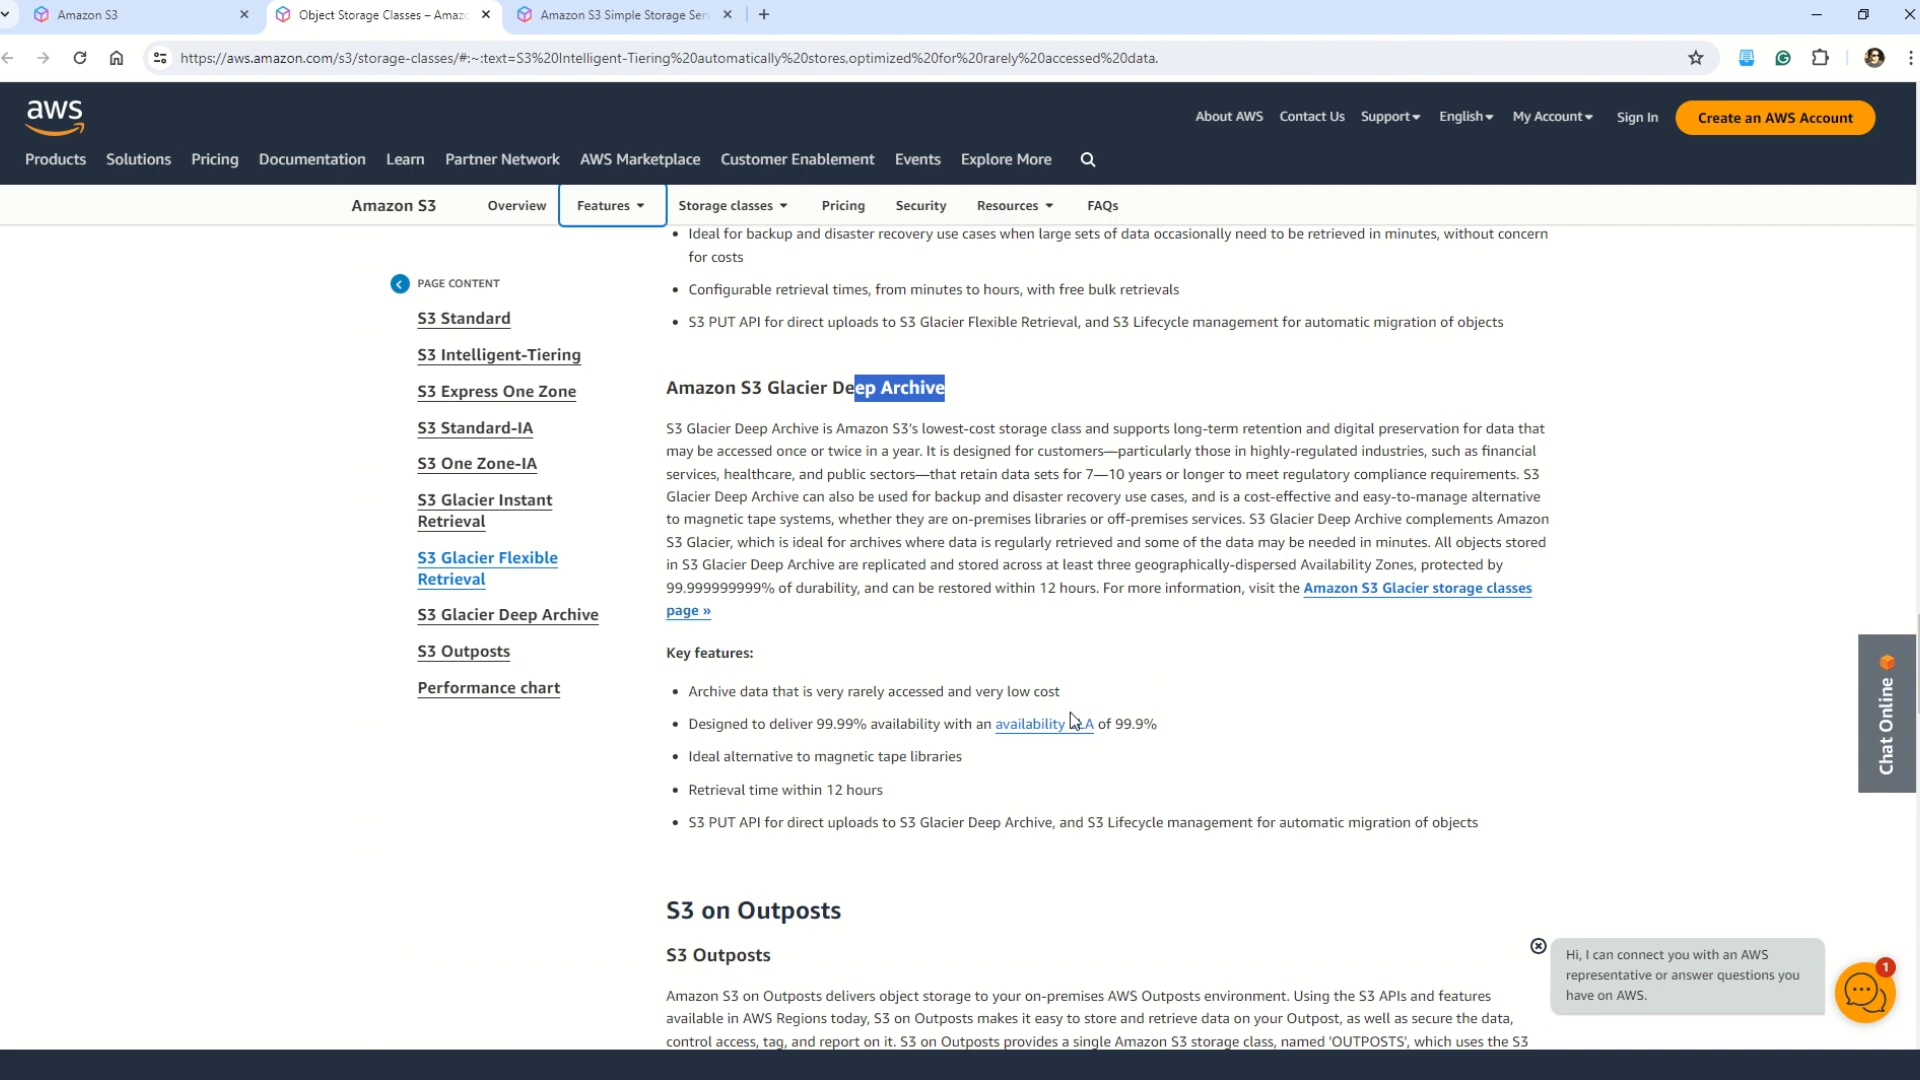 Amazon S3
Object Storage Classes – Amaz
Amazon S3 Simple Storage Ser
https://aws.amazon.com/s3/storage-classes/#:~:text=S3%20Intelligent-Tiering%20automatically%20stores,optimized%20for%20rarely%20accessed%20data.
aws
About AWS Contact Us Support English My Account Sign In Create an AWS Account
Products Solutions Pricing Documentation Learn Partner Network AWS Marketplace Customer Enablement Events Explore More
Amazon S3 Overview Features Storage classes Pricing Security Resources FAQs
PAGE CONTENT
S3 Standard
S3 Intelligent-Tiering
S3 Express One Zone
S3 Standard-IA
S3 One Zone-IA
S3 Glacier Instant
Retrieval
S3 Glacier Flexible
Retrieval
S3 Glacier Deep Archive
S3 Outposts
Performance chart
• Ideal for backup and disaster recovery use cases when large sets of data occasionally need to be retrieved in minutes, without concern
for costs
• Configurable retrieval times, from minutes to hours, with free bulk retrievals
• S3 PUT API for direct uploads to S3 Glacier Flexible Retrieval, and S3 Lifecycle management for automatic migration of objects
Amazon S3 Glacier Deep Archive
S3 Glacier Deep Archive is Amazon S3's lowest-cost storage class and supports long-term retention and digital preservation for data that
may be accessed once or twice in a year. It is designed for customers—particularly those in highly-regulated industries, such as financial
services, healthcare, and public sectors—that retain data sets for 7—10 years or longer to meet regulatory compliance requirements. S3
Glacier Deep Archive can also be used for backup and disaster recovery use cases, and is a cost-effective and easy-to-manage alternative
to magnetic tape systems, whether they are on-premises libraries or off-premises services. S3 Glacier Deep Archive complements Amazon
S3 Glacier, which is ideal for archives where data is regularly retrieved and some of the data may be needed in minutes. All objects stored
in S3 Glacier Deep Archive are replicated and stored across at least three geographically-dispersed Availability Zones, protected by
99.999999999% of durability, and can be restored within 12 hours. For more information, visit the Amazon S3 Glacier storage classes
page »
Key features:
• Archive data that is very rarely accessed and very low cost
• Designed to deliver 99.99% availability with an availability of 99.9%
• Ideal alternative to magnetic tape libraries
• Retrieval time within 12 hours
• S3 PUT API for direct uploads to S3 Glacier Deep Archive, and S3 Lifecycle management for automatic migration of objects
S3 on Outposts
S3 Outposts
Amazon S3 on Outposts delivers object storage to your on-premises AWS Outposts environment. Using the S3 APIs and features
available in AWS Regions today, S3 on Outposts makes it easy to store and retrieve data on your Outpost, as well as secure the data,
control access, tag, and report on it. S3 on Outposts provides a single Amazon S3 storage class, named 'OUTPOSTS', which uses the S3
Chat Online
Hi, I can connect you with an AWS
representative or answer questions you
have on AWS.
1